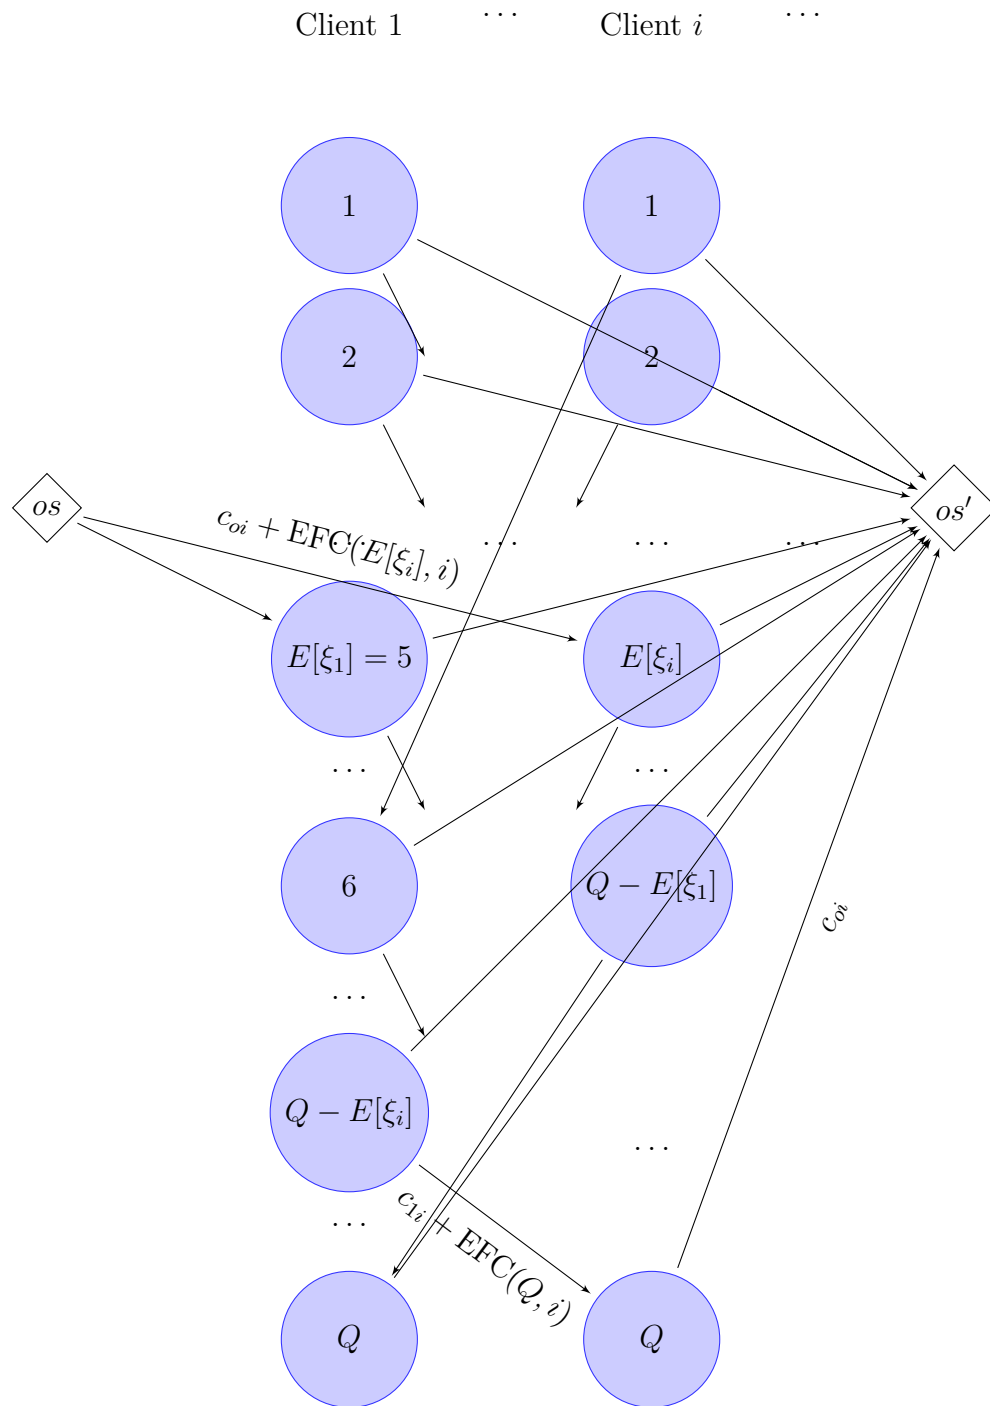 Client 1 … Client i …
1 1
2 2
os os′
c_{oi} + EFC(E[ξ_i], i)
… … … …
E[ξ_1] = 5 E[ξ_i]
… …
6 Q − E[ξ_1]
c_{oi}
…
Q − E[ξ_i]
…
…
c_{1i} + EFC(Q, i)
Q Q